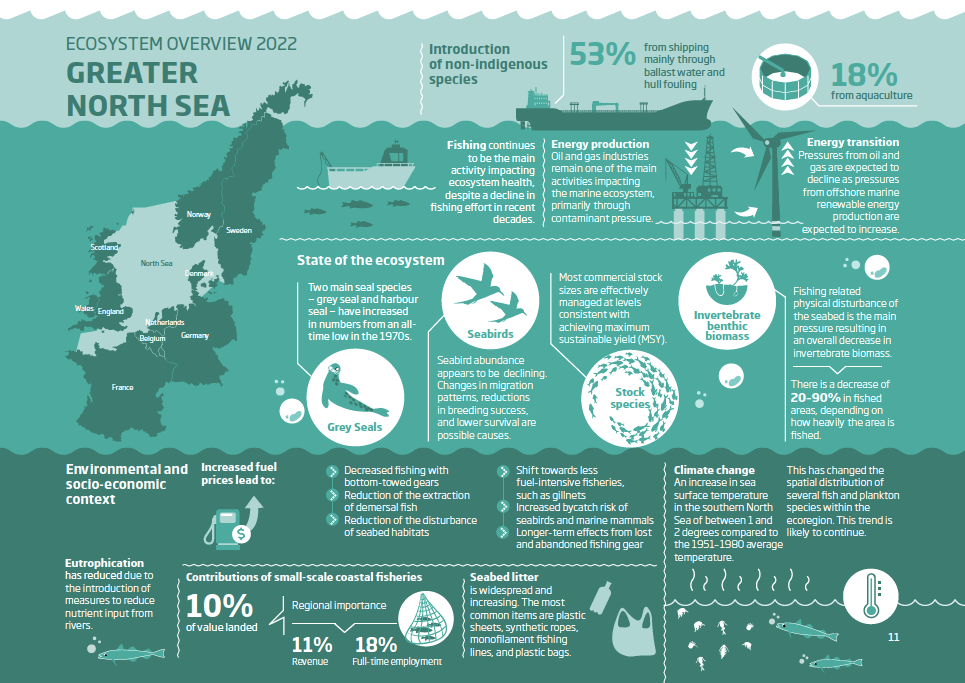 ECOSYSTEM OVERVIEW 2022
GREATER
NORTH SEA
Introduction
of non-indigenous
species
53%
from shipping
mainly through
ballast water and
hull fouling
18%
from aquaculture
Fishing continues
to be the main
activity impacting
ecosystem health,
despite a decline in
fishing effort in recent
decades.
Energy production
Oil and gas industries
remain one of the main
activities impacting
the marine ecosystem,
primarily through
contaminant pressure.
Energy transition
Pressures from oil and
gas are expected to
decline as pressures
from offshore marine
renewable energy
production are
expected to increase.
Norway
Sweden
Scotland
North Sea
Denmark
Wales
England
Netherlands
Belgium
Germany
France
State of the ecosystem
Two main seal species
– grey seal and harbour
seal – have increased
in numbers from an all-
time low in the 1970s.
Grey Seals
Seabirds
Seabird abundance
appears to be declining.
Changes in migration
patterns, reductions
in breeding success,
and lower survival are
possible causes.
Most commercial stock
sizes are effectively
managed at levels
consistent with
achieving maximum
sustainable yield (MSY).
Stock
species
Invertebrate
benthic
biomass
Fishing related
physical disturbance of
the seabed is the main
pressure resulting in
an overall decrease in
invertebrate biomass.
There is a decrease of
20-90% in fished
areas, depending on
how heavily the area is
fished.
Environmental and
socio-economic
context
Increased fuel
prices lead to:
$
Decreased fishing with
bottom-towed gears
Reduction of the extraction
of demersal fish
Reduction of the disturbance
of seabed habitats
Shift towards less
fuel-intensive fisheries,
such as gillnets
Increased bycatch risk of
seabirds and marine mammals
Longer-term effects from lost
and abandoned fishing gear
Climate change
An increase in sea
surface temperature
in the southern North
Sea of between 1 and
2 degrees compared to
the 1951-1980 average
temperature.
This has changed the
spatial distribution of
several fish and plankton
species within the
ecoregion. This trend is
likely to continue.
Eutrophication
has reduced due to
the introduction of
measures to reduce
nutrient input from
rivers.
Contributions of small-scale coastal fisheries
10%
of value landed
Regional importance
11%
Revenue
18%
Full-time employment
Seabed litter
is widespread and
increasing. The most
common items are plastic
sheets, synthetic ropes,
monofilament fishing
lines, and plastic bags.
11